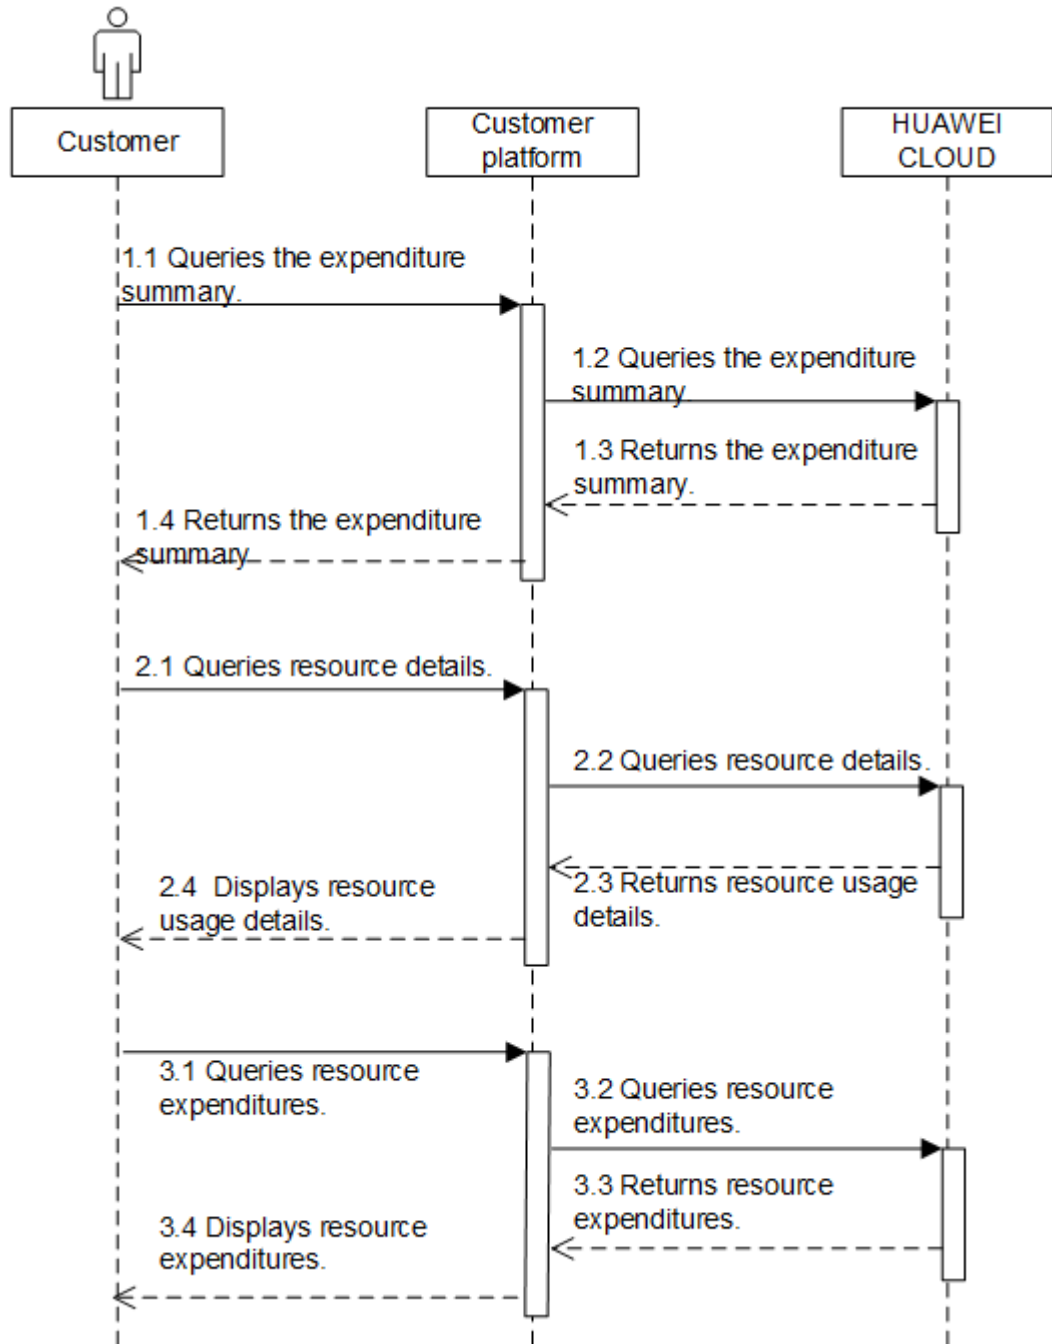 Customer
Customer
platform
HUAWEI
CLOUD
1.1 Queries the expenditure
summary.
1.2 Queries the expenditure
summary.
1.3 Returns the expenditure
summary.
1.4 Returns the expenditure
summary
2.1 Queries resource details.
2.2 Queries resource details.
2.3 Returns resource usage
details.
2.4 Displays resource
usage details.
3.1 Queries resource
expenditures.
3.2 Queries resource
expenditures.
3.3 Returns resource
expenditures.
3.4 Displays resource
expenditures.